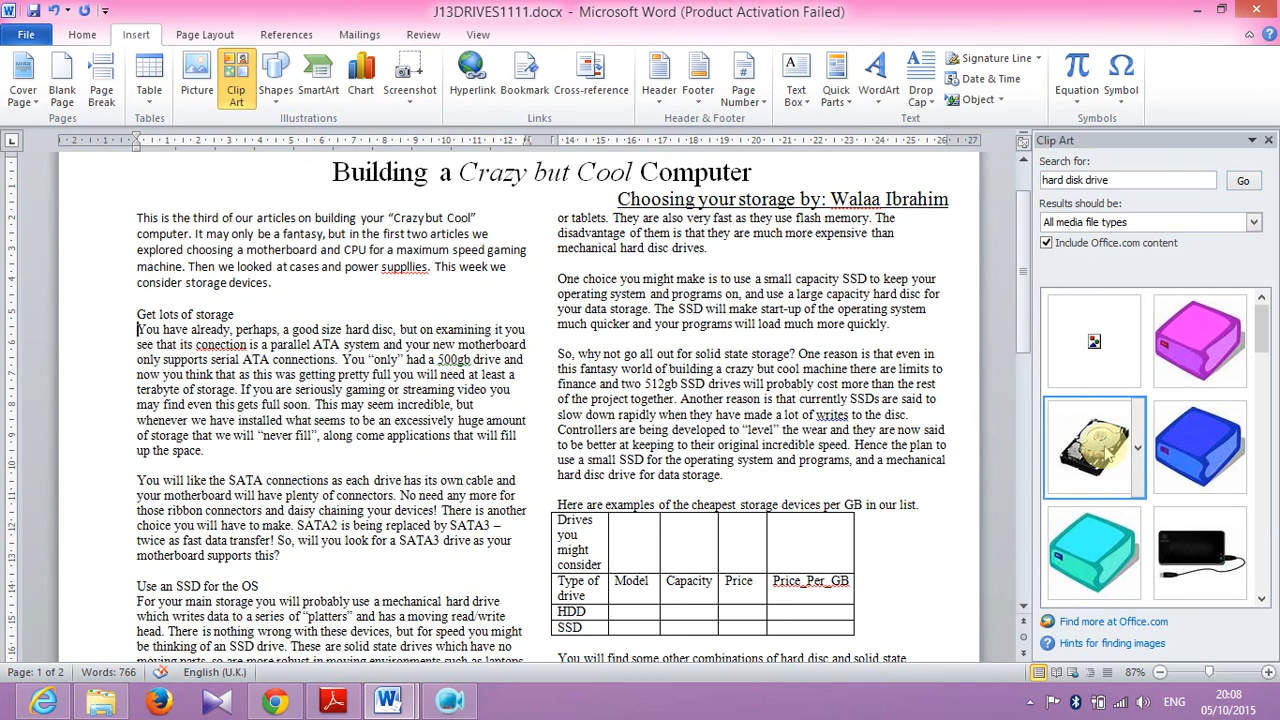 J13DRIVES1111.docx - Microsoft Word (Product Activation Failed)
File Home Insert Page Layout References Mailings Review View
Cover Page
Blank Page
Page Break
Table
Picture
Clip Art
Shapes
SmartArt
Chart
Screenshot
Hyperlink
Bookmark
Cross-reference
Header
Footer
Page Number
Text Box
Quick Parts
WordArt
Drop Cap
Signature Line
Date & Time
Object
Equation
Symbol
Pages Tables Illustrations Links Header & Footer Text Symbols
Building a Crazy but Cool Computer
Choosing your storage by: Walaa Ibrahim
This is the third of our articles on building your “Crazy but Cool”
computer. It may only be a fantasy, but in the first two articles we
explored choosing a motherboard and CPU for a maximum speed gaming
machine. Then we looked at cases and power suppllies. This week we
consider storage devices.
Get lots of storage
You have already, perhaps, a good size hard disc, but on examining it you
see that its conection is a parallel ATA system and your new motherboard
only supports serial ATA connections. You “only” had a 500gb drive and
now you think that as this was getting pretty full you will need at least a
terabyte of storage. If you are seriously gaming or streaming video you
may find even this gets full soon. This may seem incredible, but
whenever we have installed what seems to be an excessively huge amount
of storage that we will “never fill”, along come applications that will fill
up the space.
You will like the SATA connections as each drive has its own cable and
your motherboard will have plenty of connectors. No need any more for
those ribbon connectors and daisy chaining your devices! There is another
choice you will have to make. SATA2 is being replaced by SATA3 –
twice as fast data transfer! So, will you look for a SATA3 drive as your
motherboard supports this?
Use an SSD for the OS
For your main storage you will probably use a mechanical hard drive
which writes data to a series of “platters” and has a moving read/write
head. There is nothing wrong with these devices, but for speed you might
be thinking of an SSD drive. These are solid state drives which have no
moving parts, so are more robust in moving environments such as laptops
or tablets. They are also very fast as they use flash memory. The
disadvantage of them is that they are much more expensive than
mechanical hard disc drives.
One choice you might make is to use a small capacity SSD to keep your
operating system and programs on, and use a large capacity hard disc for
your data storage. The SSD will make start-up of the operating system
much quicker and your programs will load much more quickly.
So, why not go all out for solid state storage? One reason is that even in
this fantasy world of building a crazy but cool machine there are limits to
finance and two 512gb SSD drives will probably cost more than the rest
of the project together. Another reason is that currently SSDs are said to
slow down rapidly when they have made a lot of writes to the disc.
Controllers are being developed to “level” the wear and they are now said
to be better at keeping to their original incredible speed. Hence the plan to
use a small SSD for the operating system and programs, and a mechanical
hard disc drive for data storage.
Here are examples of the cheapest storage devices per GB in our list.
Drives
you
might
consider
Type of drive Model Capacity Price Price_Per_GB
HDD
SSD
You will find some other combinations of hard disc and solid state
Clip Art
Search for:
hard disk drive Go
Results should be:
All media file types
Include Office.com content
Find more at Office.com
Hints for finding images
Page: 1 of 2 Words: 766 English (U.K.) 87%
ENG 20:08
05/10/2015